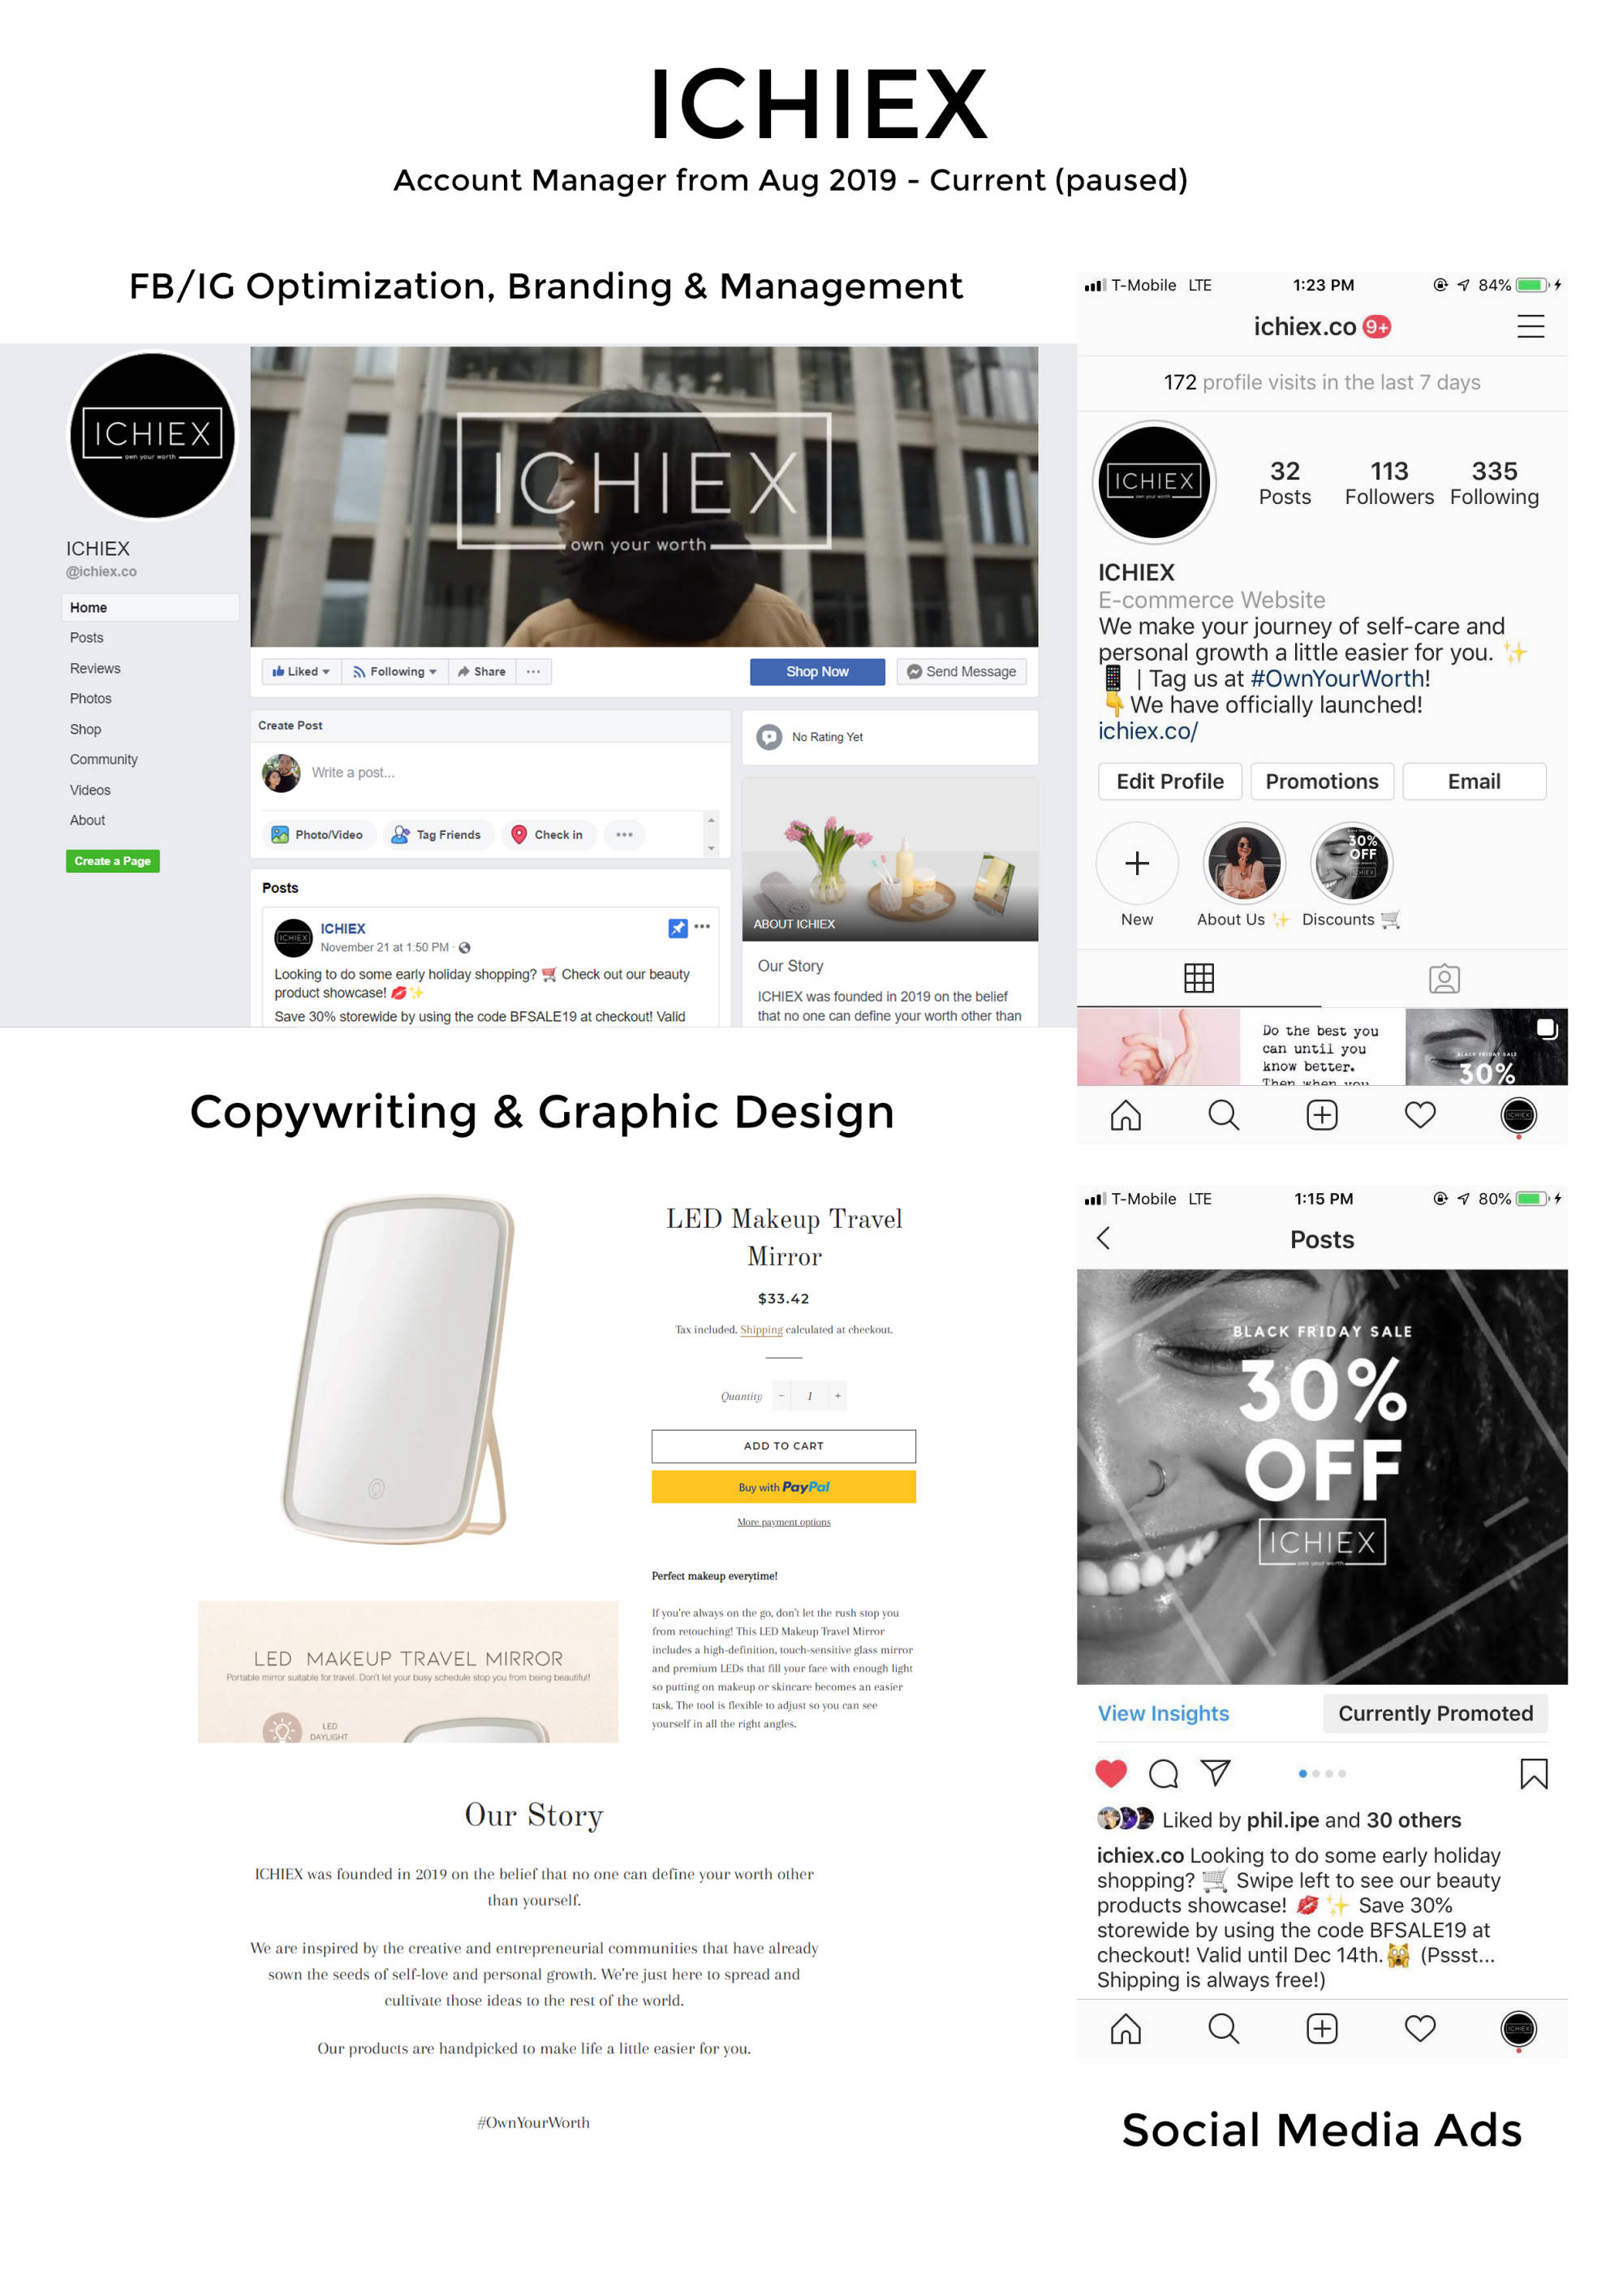 ICHIEX
Account Manager from Aug 2019 - Current (paused)
FB/IG Optimization, Branding & Management
ICHIEX
own your worth
ICHIEX
@ichiex.co
Home
Posts
Reviews
Photos
Shop
Community
Videos
About
Create a Page
ICHIEX
own your worth
Liked
Following
Share
Shop Now
Send Message
Create Post
Write a post...
Photo/Video
Tag Friends
Check in
Posts
ICHIEX
ICHIEX
November 21 at 1:50 PM
Looking to do some early holiday shopping? 🛒 Check out our beauty
product showcase! 💋✨
Save 30% storewide by using the code BFSALE19 at checkout! Valid
No Rating Yet
ABOUT ICHIEX
Our Story
ICHIEX was founded in 2019 on the belief
that no one can define your worth other than
T-Mobile LTE 1:23 PM 84%
ichiex.co 9+
172 profile visits in the last 7 days
ICHIEX
own your worth
32 113 335
Posts Followers Following
ICHIEX
E-commerce Website
We make your journey of self-care and
personal growth a little easier for you. ✨
📱 | Tag us at #OwnYourWorth!
👇 We have officially launched!
ichiex.co/
Edit Profile Promotions Email
30%
OFF
ICHIEX
New About Us ✨ Discounts 🛒
Do the best you
can until you
know better.
Then when you
BLACK FRIDAY SALE
30%
ICHIEX
Copywriting & Graphic Design
LED Makeup Travel
Mirror
$33.42
Tax included. Shipping calculated at checkout.
Quantity - 1 +
ADD TO CART
Buy with PayPal
More payment options
Perfect makeup everytime!
If you're always on the go, don't let the rush stop you
from retouching! This LED Makeup Travel Mirror
includes a high-definition, touch-sensitive glass mirror
and premium LEDs that fill your face with enough light
so putting on makeup or skincare becomes an easier
task. The tool is flexible to adjust so you can see
yourself in all the right angles.
LED MAKEUP TRAVEL MIRROR
Portable mirror suitable for travel. Don't let your busy schedule stop you from being beautiful!
LED
DAYLIGHT
Our Story
ICHIEX was founded in 2019 on the belief that no one can define your worth other
than yourself.
We are inspired by the creative and entrepreneurial communities that have already
sown the seeds of self-love and personal growth. We're just here to spread and
cultivate those ideas to the rest of the world.
Our products are handpicked to make life a little easier for you.
#OwnYourWorth
T-Mobile LTE 1:15 PM 80%
Posts
BLACK FRIDAY SALE
30%
OFF
ICHIEX
own your worth
View Insights
Currently Promoted
Liked by phil.ipe and 30 others
ichiex.co Looking to do some early holiday
shopping? 🛒 Swipe left to see our beauty
products showcase! 💋✨ Save 30%
storewide by using the code BFSALE19 at
checkout! Valid until Dec 14th. 🙀 (Pssst...
Shipping is always free!)
ICHIEX
Social Media Ads